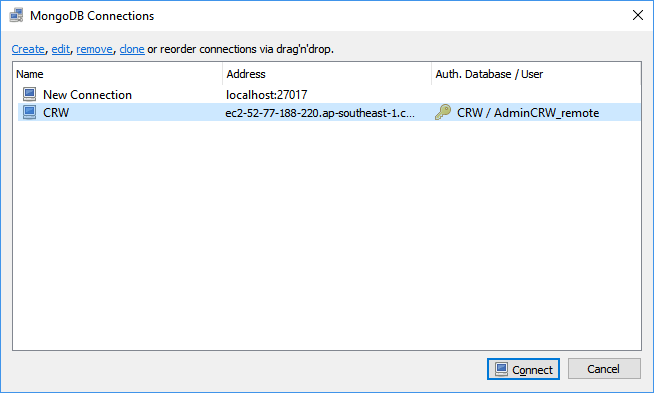 MongoDB Connections
Create, edit, remove, clone or reorder connections via drag'n'drop.
Name Address Auth. Database / User
New Connection localhost:27017
CRW ec2-52-77-188-220.ap-southeast-1.c... CRW / AdminCRW_remote
Connect Cancel